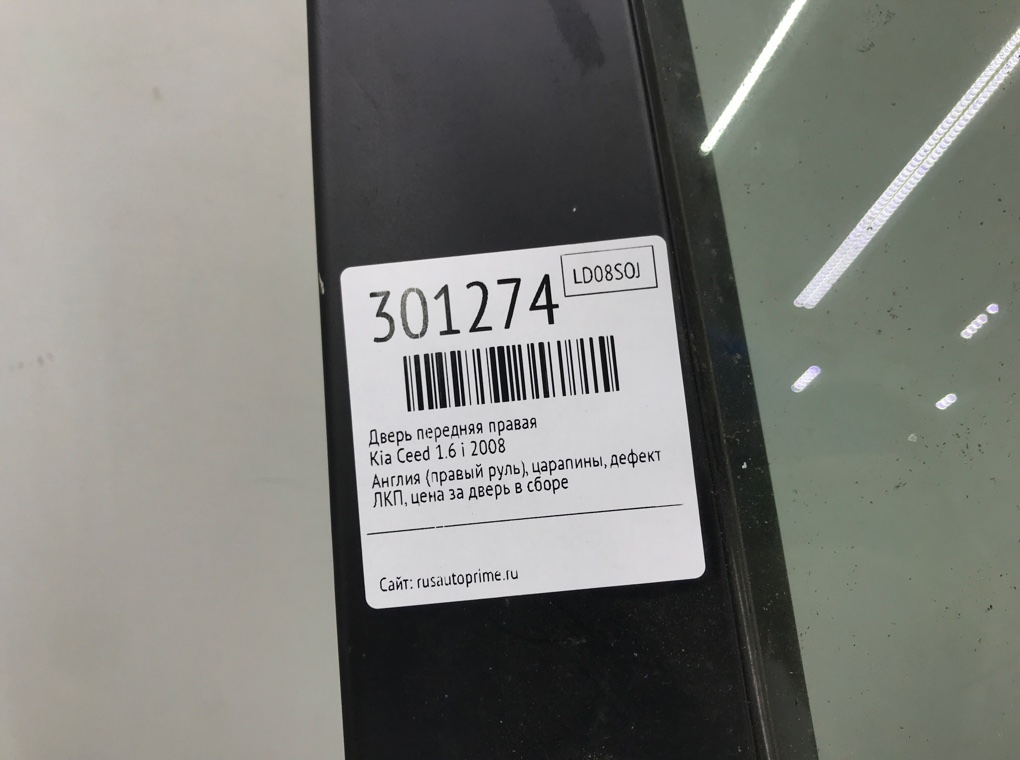 301274
LD08SOJ
Дверь передняя правая
Kia Ceed 1.6 i 2008
Англия (правый руль), царапины, дефект
ЛКП, цена за дверь в сборе
Сайт: rusautoprime.ru